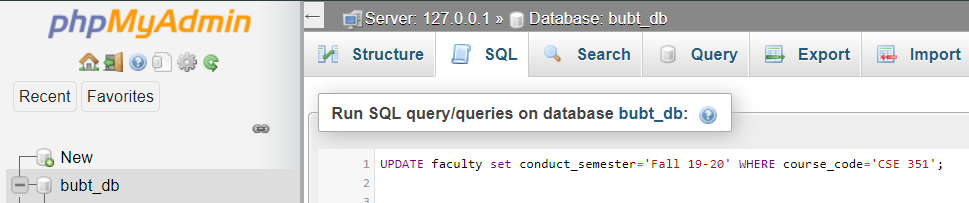 phpMyAdmin
Recent Favorites
New
bubt_db
Server: 127.0.0.1 » Database: bubt_db
Structure SQL Search Query Export Import
Run SQL query/queries on database bubt_db:
1 UPDATE faculty set conduct_semester='Fall 19-20' WHERE course_code='CSE 351';
2
3